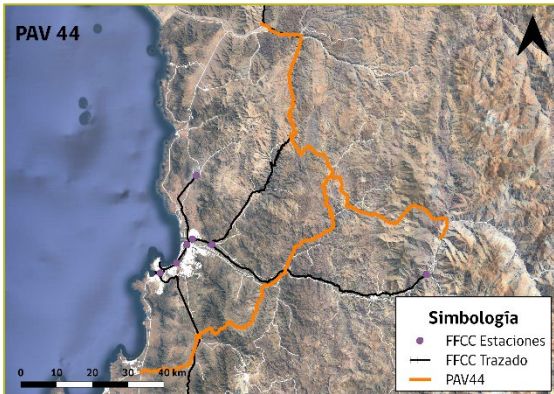 PAV 44
Simbología
FFCC Estaciones
FFCC Trazado
PAV44
0 10 20 30 40 km